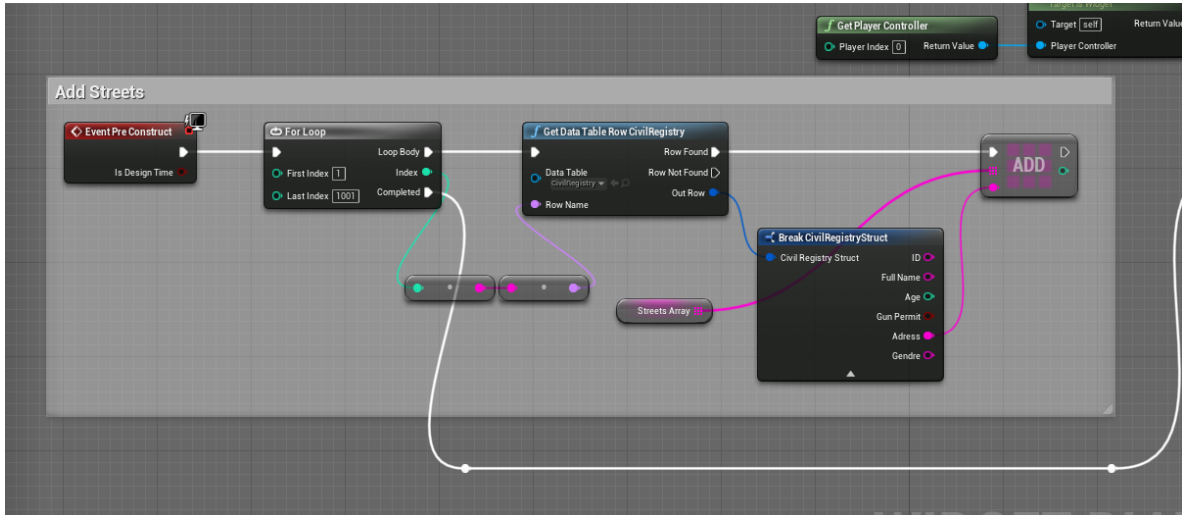 Target is Widget
Get Player Controller
Target self Return Value
Player Index 0 Return Value
Player Controller
Add Streets
Event Pre Construct
Is Design Time
For Loop
Loop Body
First Index 1
Index
Last Index 1001
Completed
Get Data Table Row CivilRegistry
Row Found
Data Table
CivilRegistry
Row Not Found
Out Row
Row Name
ADD
Break CivilRegistryStruct
Civil Registry Struct
ID
Full Name
Age
Gun Permit
Adress
Gendre
Streets Array